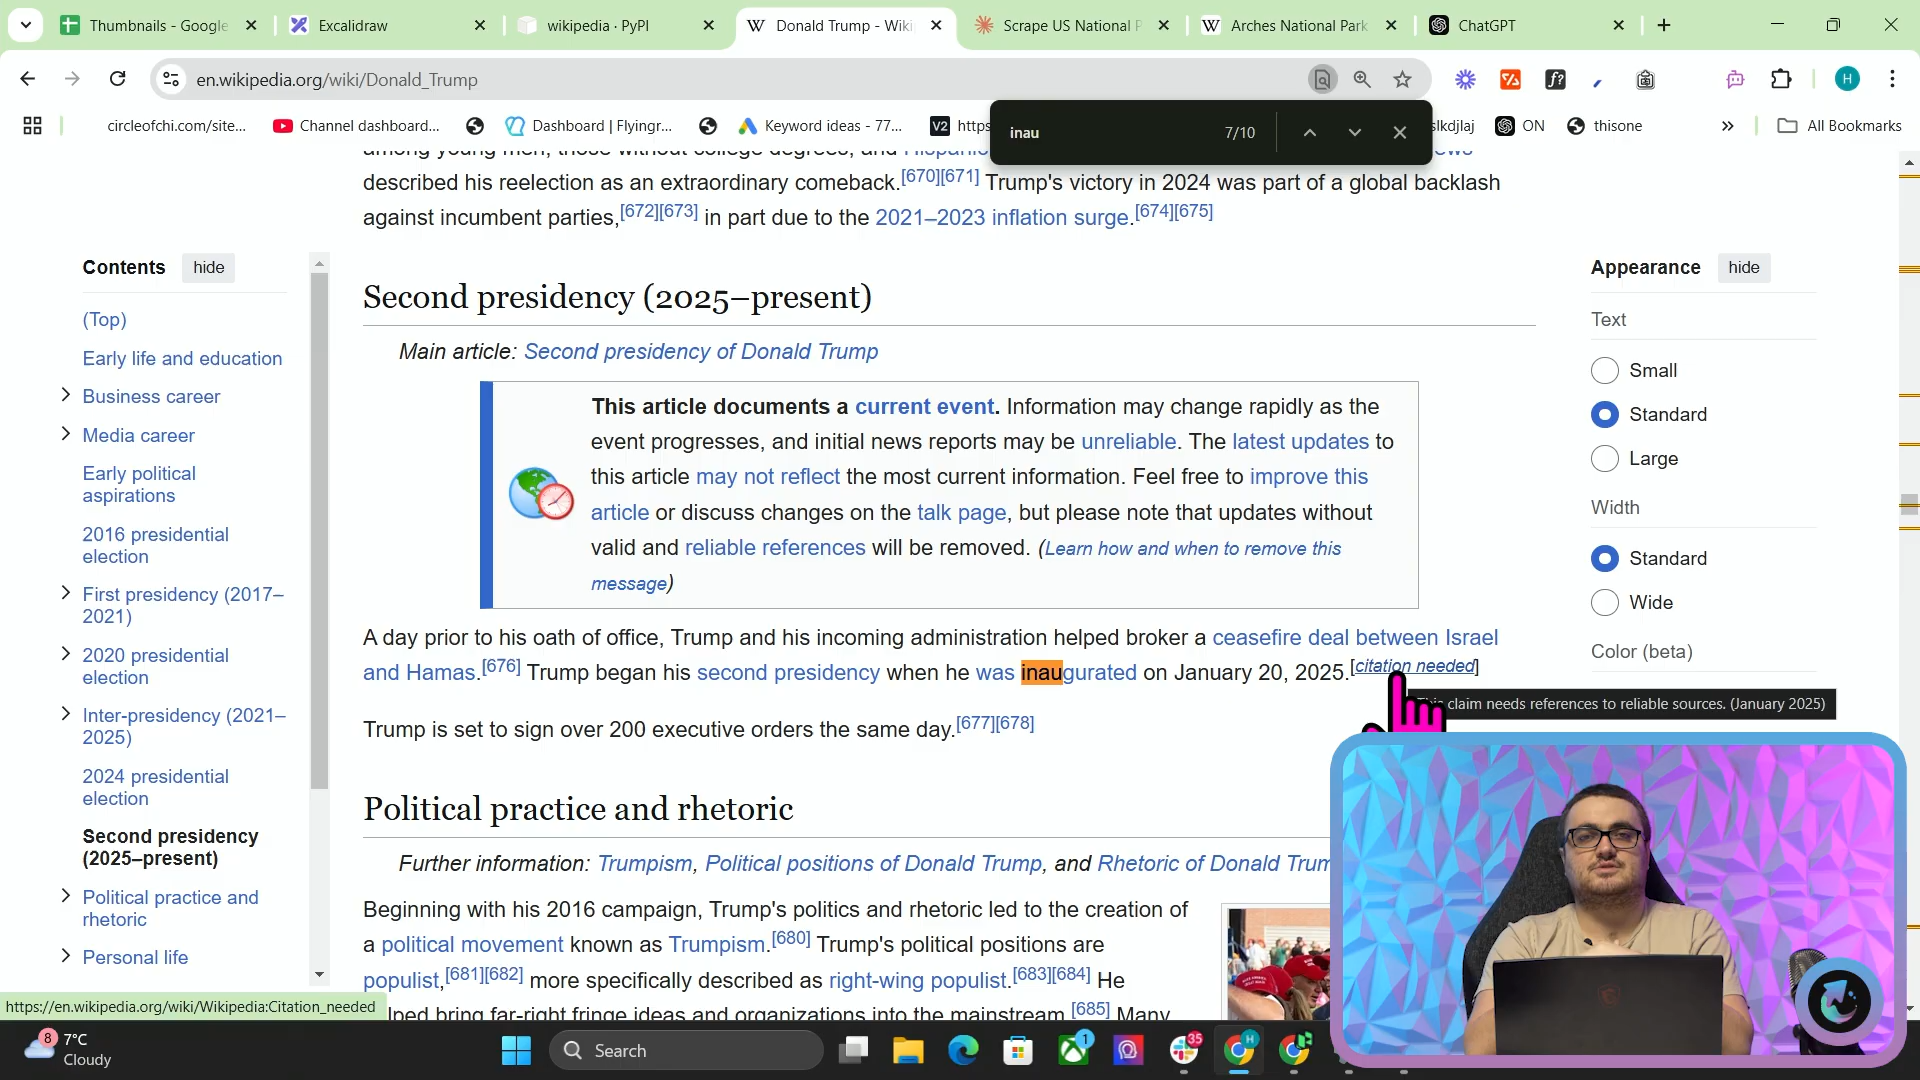 Thumbnails - Google
Excalidraw
wikipedia · PyPI
Donald Trump - Wiki
Scrape US National P
Arches National Park
ChatGPT
en.wikipedia.org/wiki/Donald_Trump
circleofchi.com/site...
Channel dashboard...
Dashboard | Flyingr...
Keyword ideas - 77...
V2
https
slkdjlaj
ON
thisone
All Bookmarks
inau
7/10
described his reelection as an extraordinary comeback.[670][671] Trump's victory in 2024 was part of a global backlash
against incumbent parties,[672][673] in part due to the 2021–2023 inflation surge.[674][675]
Contents
hide
(Top)
Early life and education
Business career
Media career
Early political
aspirations
2016 presidential
election
First presidency (2017–
2021)
2020 presidential
election
Inter-presidency (2021–
2025)
2024 presidential
election
Second presidency
(2025–present)
Political practice and
rhetoric
Personal life
Second presidency (2025–present)
Main article: Second presidency of Donald Trump
This article documents a current event. Information may change rapidly as the
event progresses, and initial news reports may be unreliable. The latest updates to
this article may not reflect the most current information. Feel free to improve this
article or discuss changes on the talk page, but please note that updates without
valid and reliable references will be removed. (Learn how and when to remove this
message)
A day prior to his oath of office, Trump and his incoming administration helped broker a ceasefire deal between Israel
and Hamas.[676] Trump began his second presidency when he was inaugurated on January 20, 2025.[citation needed]
claim needs references to reliable sources. (January 2025)
Trump is set to sign over 200 executive orders the same day.[677][678]
Political practice and rhetoric
Further information: Trumpism, Political positions of Donald Trump, and Rhetoric of Donald Trum
Beginning with his 2016 campaign, Trump's politics and rhetoric led to the creation of
a political movement known as Trumpism.[680] Trump's political positions are
populist,[681][682] more specifically described as right-wing populist.[683][684] He
lped bring far-right fringe ideas and organizations into the mainstream.[685] Many
Appearance
hide
Text
Small
Standard
Large
Width
Standard
Wide
Color (beta)
https://en.wikipedia.org/wiki/Wikipedia:Citation_needed
8
7°C
Cloudy
Search
1
35
H
H